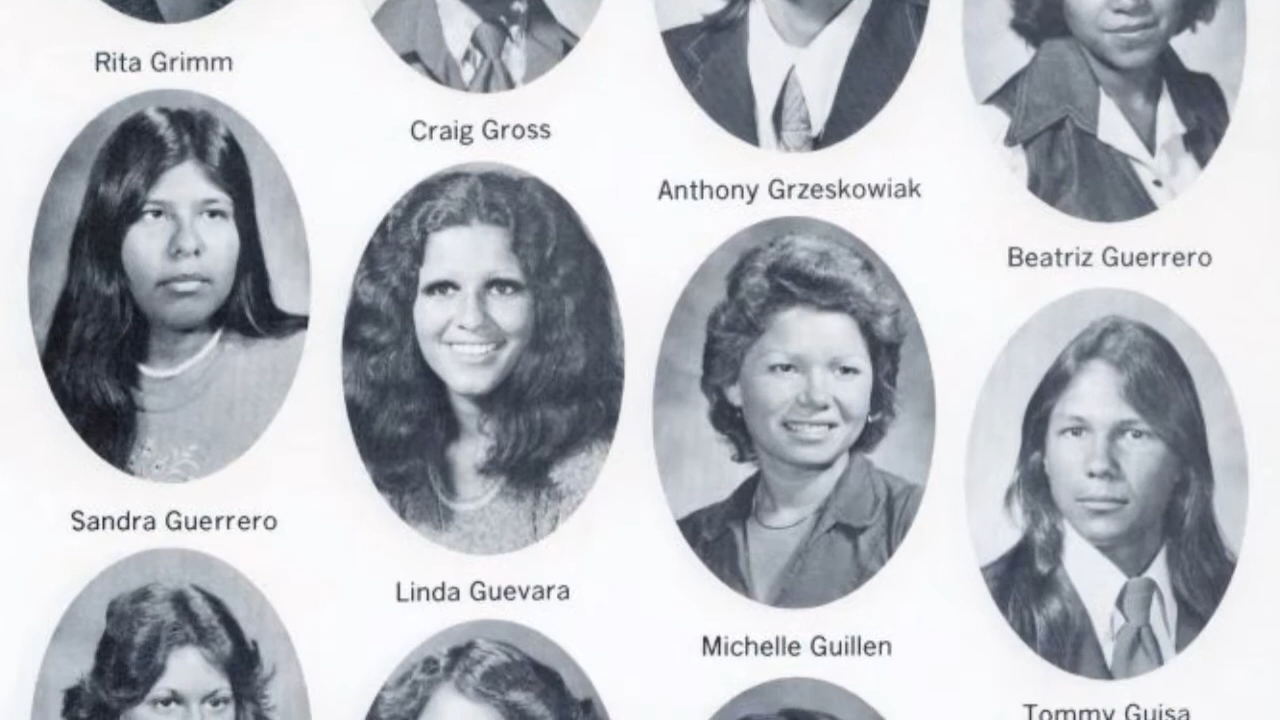 Rita Grimm
Craig Gross
Anthony Grzeskowiak
Beatriz Guerrero
Sandra Guerrero
Linda Guevara
Michelle Guillen
Tommy Guisa